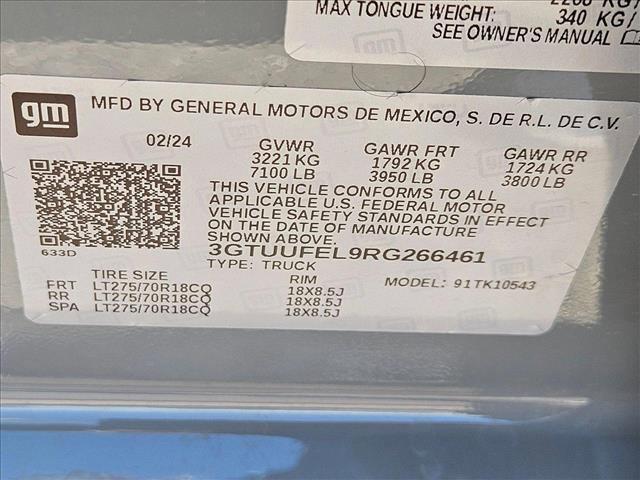 MAX TONGUE WEIGHT: 340 KG/
SEE OWNER'S MANUAL
gm
MFD BY GENERAL MOTORS DE MEXICO, S. DE R.L. DE C.V.
02/24 GVWR GAWR FRT GAWR RR
3221 KG 1792 KG 1724 KG
7100 LB 3950 LB 3800 LB
THIS VEHICLE CONFORMS TO ALL
APPLICABLE U.S. FEDERAL MOTOR
VEHICLE SAFETY STANDARDS IN EFFECT
ON THE DATE OF MANUFACTURE
SHOWN ABOVE.
633D
3GTUUFEL9RG266461
TYPE: TRUCK
MODEL: 91TK10543
TIRE SIZE RIM
FRT LT275/70R18CQ 18X8.5J
RR LT275/70R18CQ 18X8.5J
SPA LT275/70R18CQ 18X8.5J